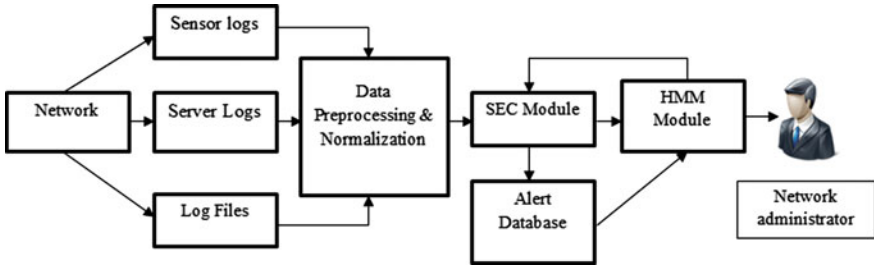 Sensor logs
Network
Server Logs
Log Files
Data
Preprocessing &
Normalization
SEC Module
Alert
Database
HMM
Module
Network
administrator